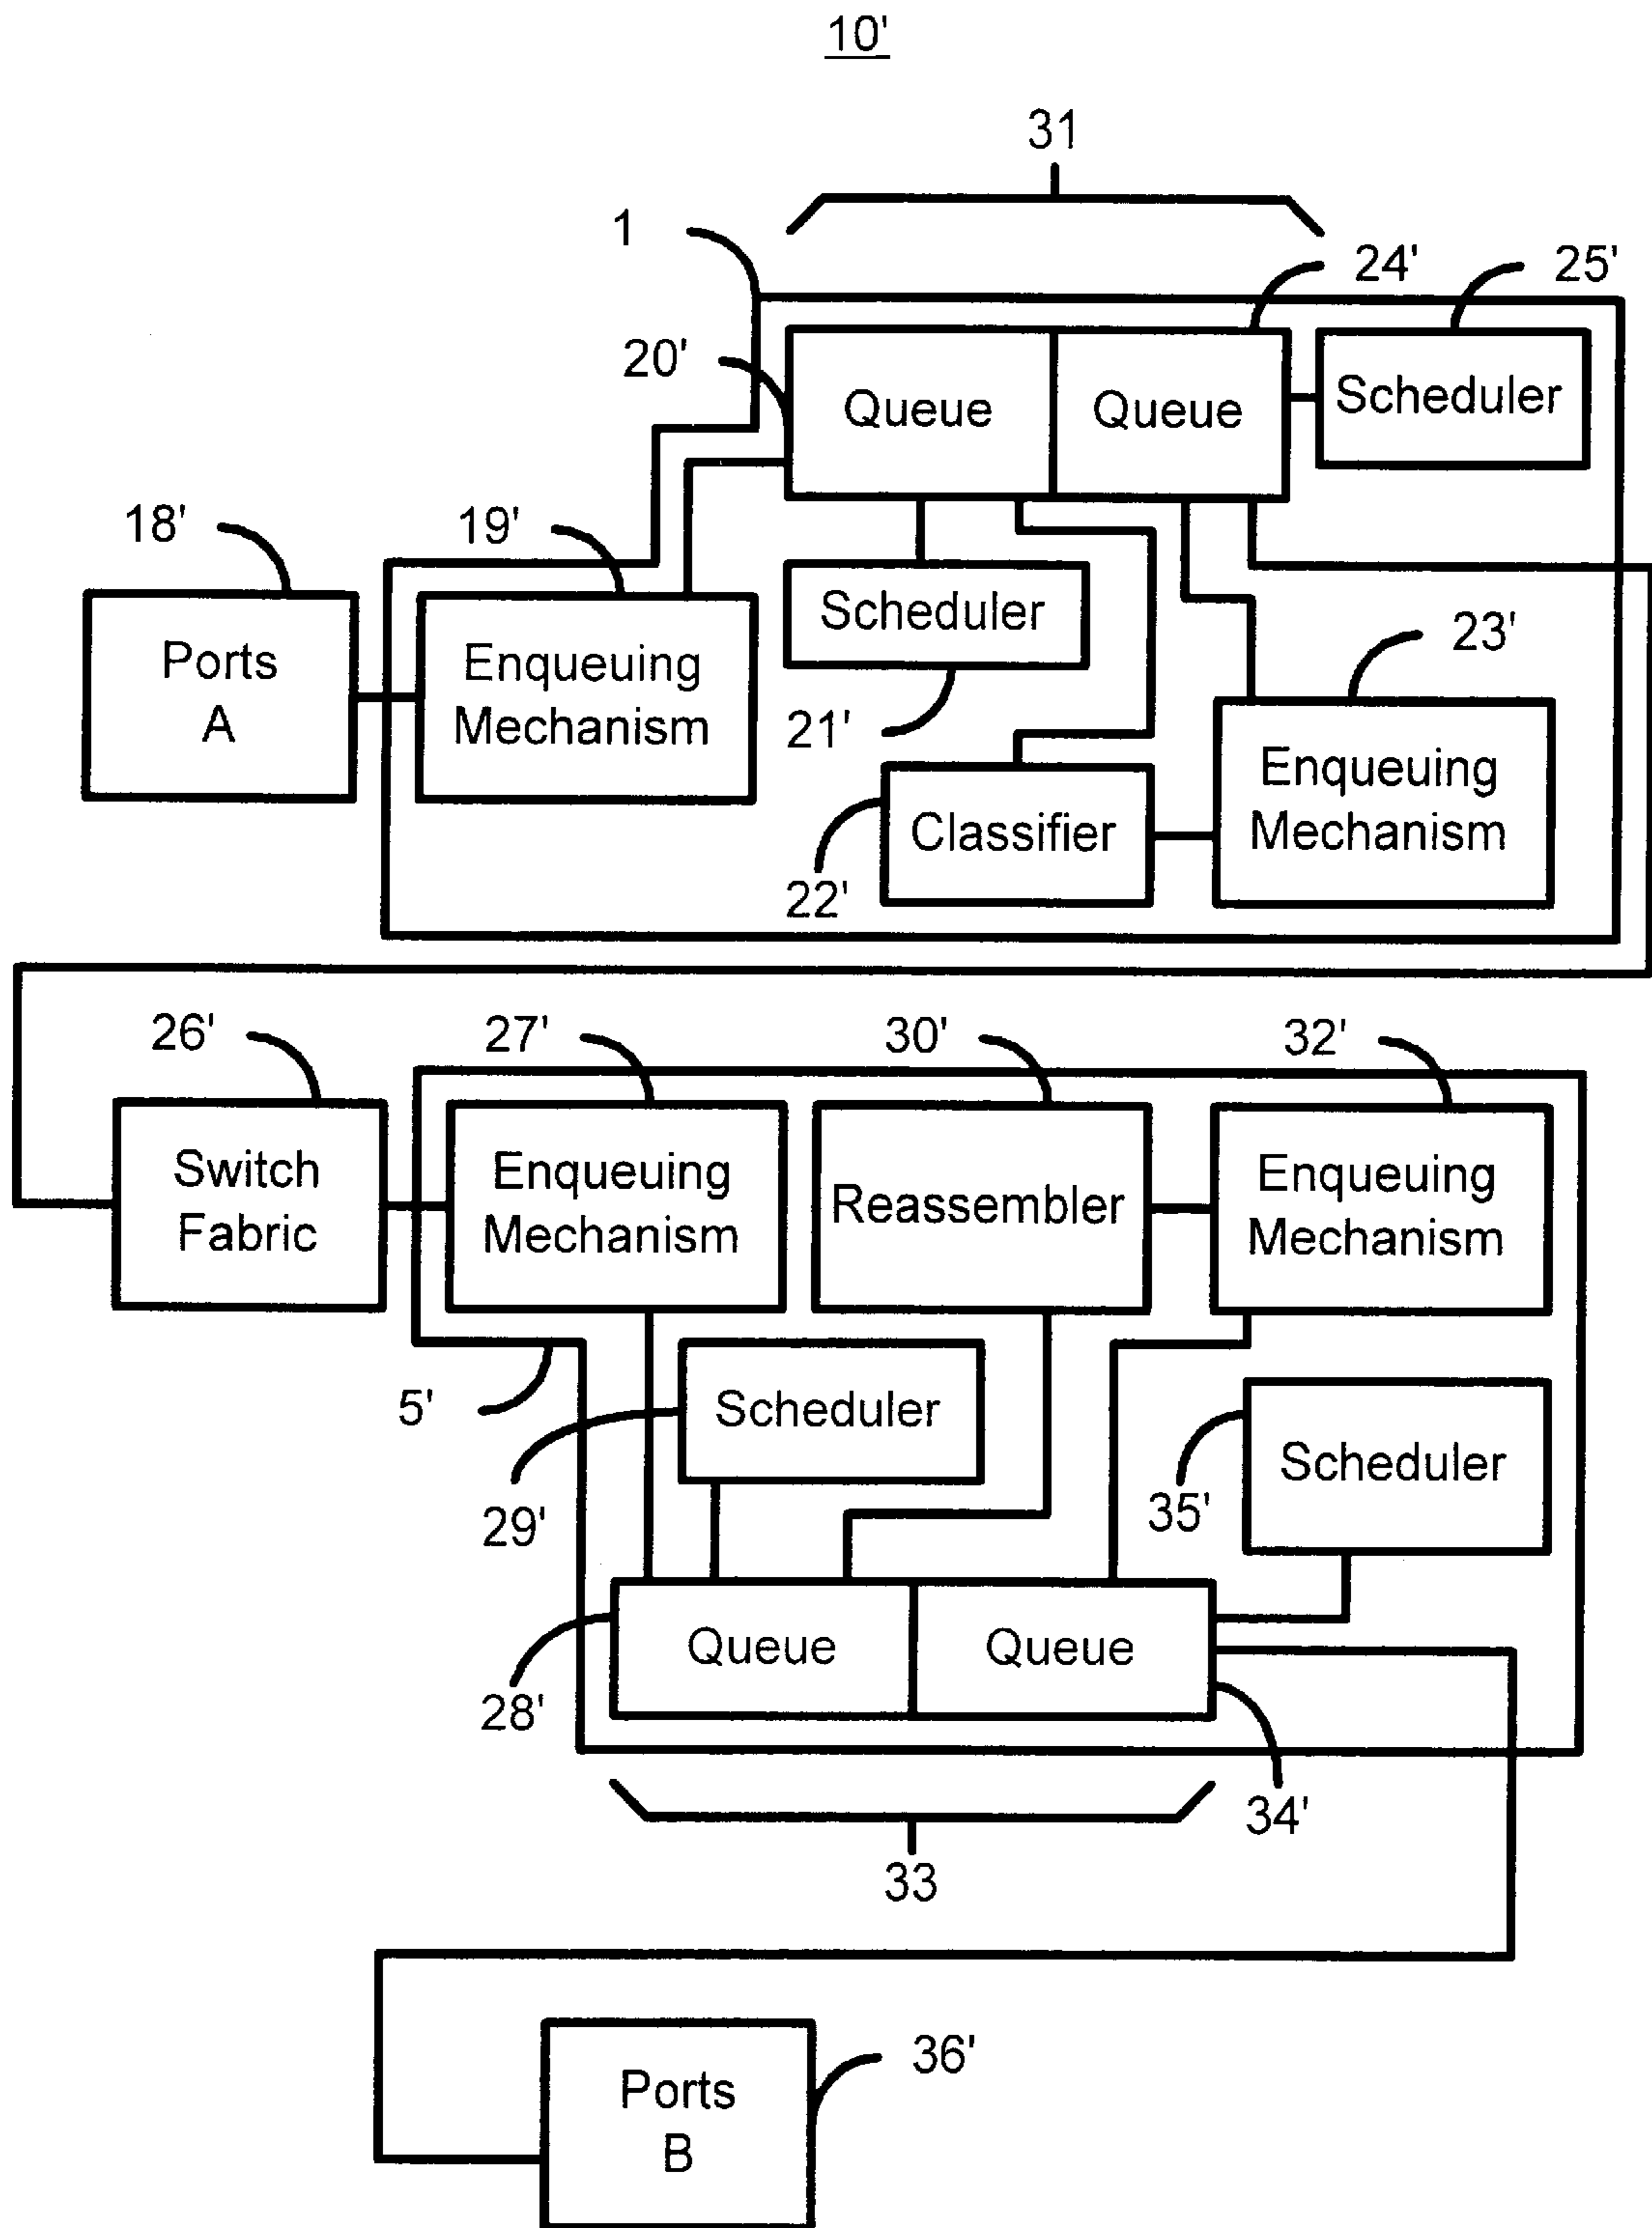 10'
31
1
24'
25'
20'
Queue
Queue
Scheduler
18'
19'
Scheduler
23'
Ports
A
Enqueuing
Mechanism
21'
Enqueuing
Mechanism
Classifier
22'
26'
27'
30'
32'
Switch
Fabric
Enqueuing
Mechanism
Reassembler
Enqueuing
Mechanism
5'
Scheduler
Scheduler
29'
35'
Queue
Queue
28'
34'
33
36'
Ports
B